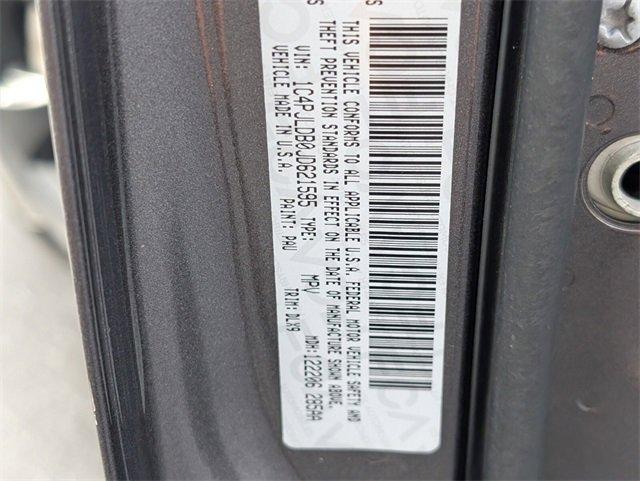 THIS VEHICLE CONFORMS TO ALL APPLICABLE U.S.A. FEDERAL MOTOR VEHICLE SAFETY AND
THEFT PREVENTION STANDARDS IN EFFECT ON THE DATE OF MANUFACTURE SHOWN ABOVE.
VIN: 1C4PJLDB0JD621595 TYPE: MPV MDH: 122206 285AA
VEHICLE MADE IN U.S.A. PAINT: PAU TRIM: DLX9